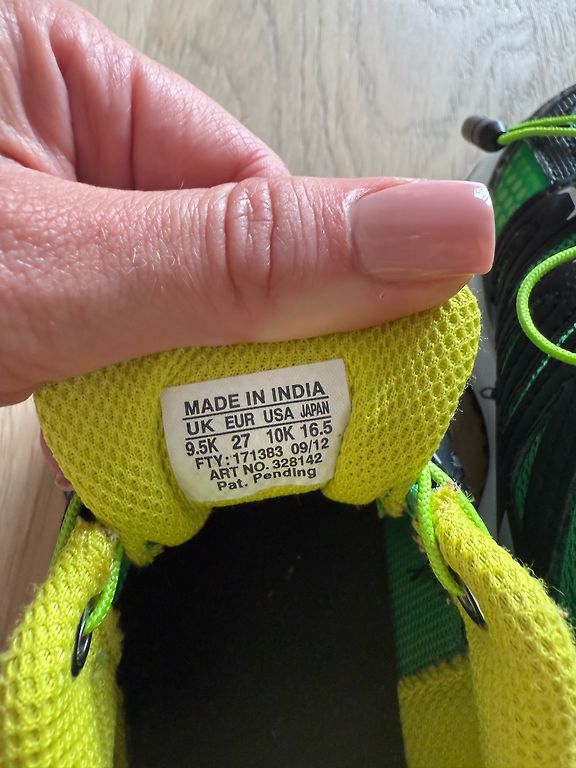 MADE IN INDIA
UK EUR USA JAPAN
9.5K 27 10K 16.5
FTY: 171383 09/12
ART NO. 328142
Pat. Pending